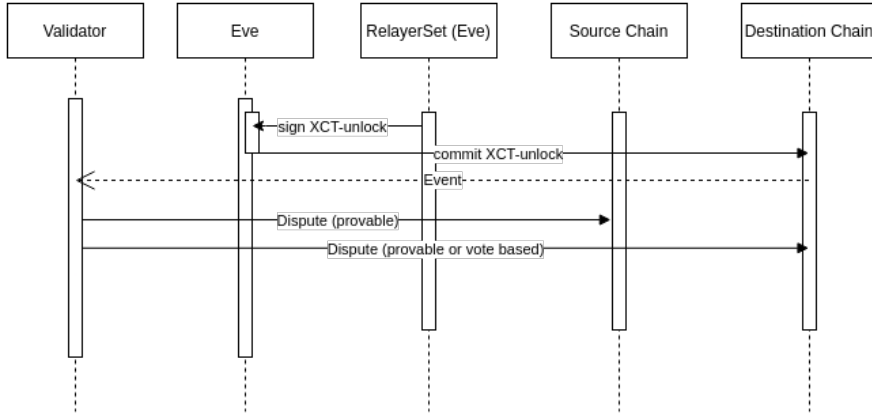 Validator
Eve
RelayerSet (Eve)
Source Chain
Destination Chain
sign XCT-unlock
commit XCT-unlock
Event
Dispute (provable)
Dispute (provable or vote based)